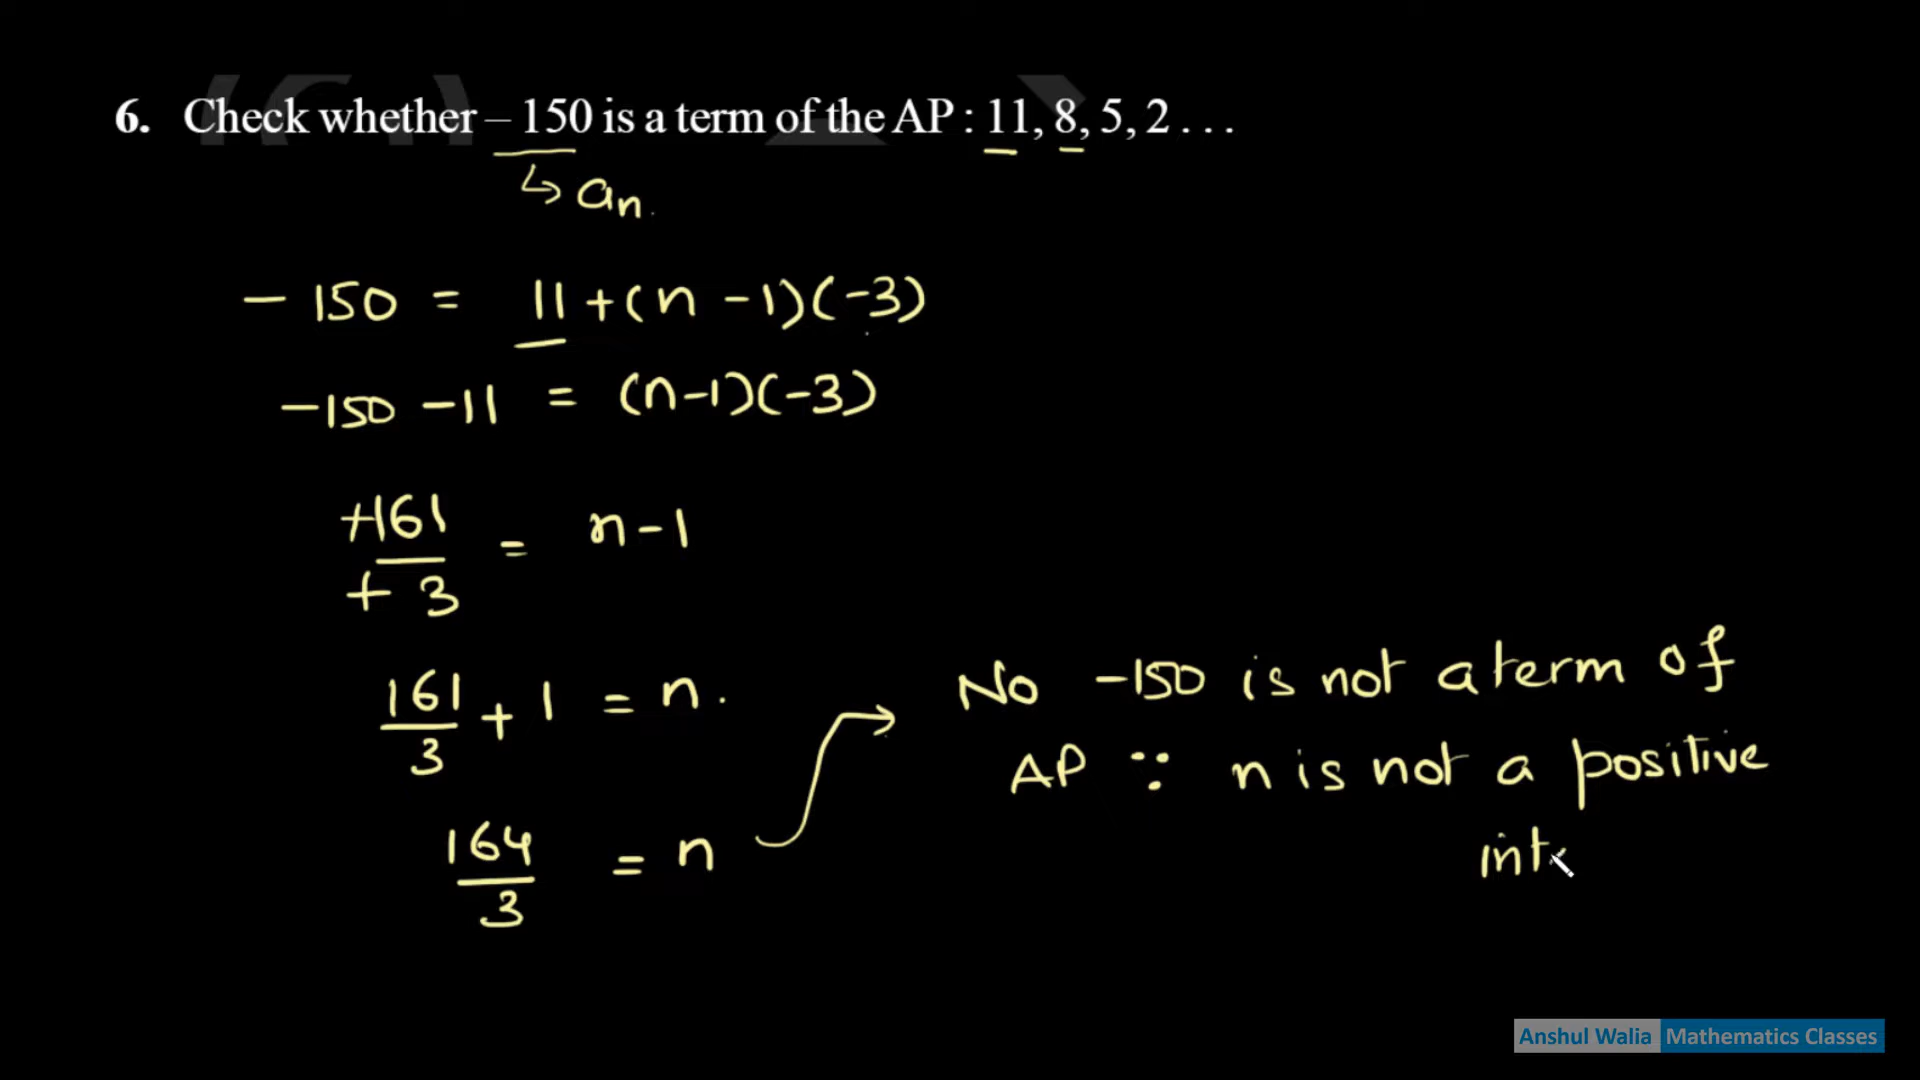 6. Check whether – 150 is a term of the AP : 11, 8, 5, 2 . . .
↳ an
- 150 = 11 + (n - 1)(-3)
-150 - 11 = (n-1)(-3)
+161/+3 = n - 1
161/3 + 1 = n.
164/3 = n
No -150 is not a term of
AP ∵ n is not a positive
int
Anshul Walia Mathematics Classes